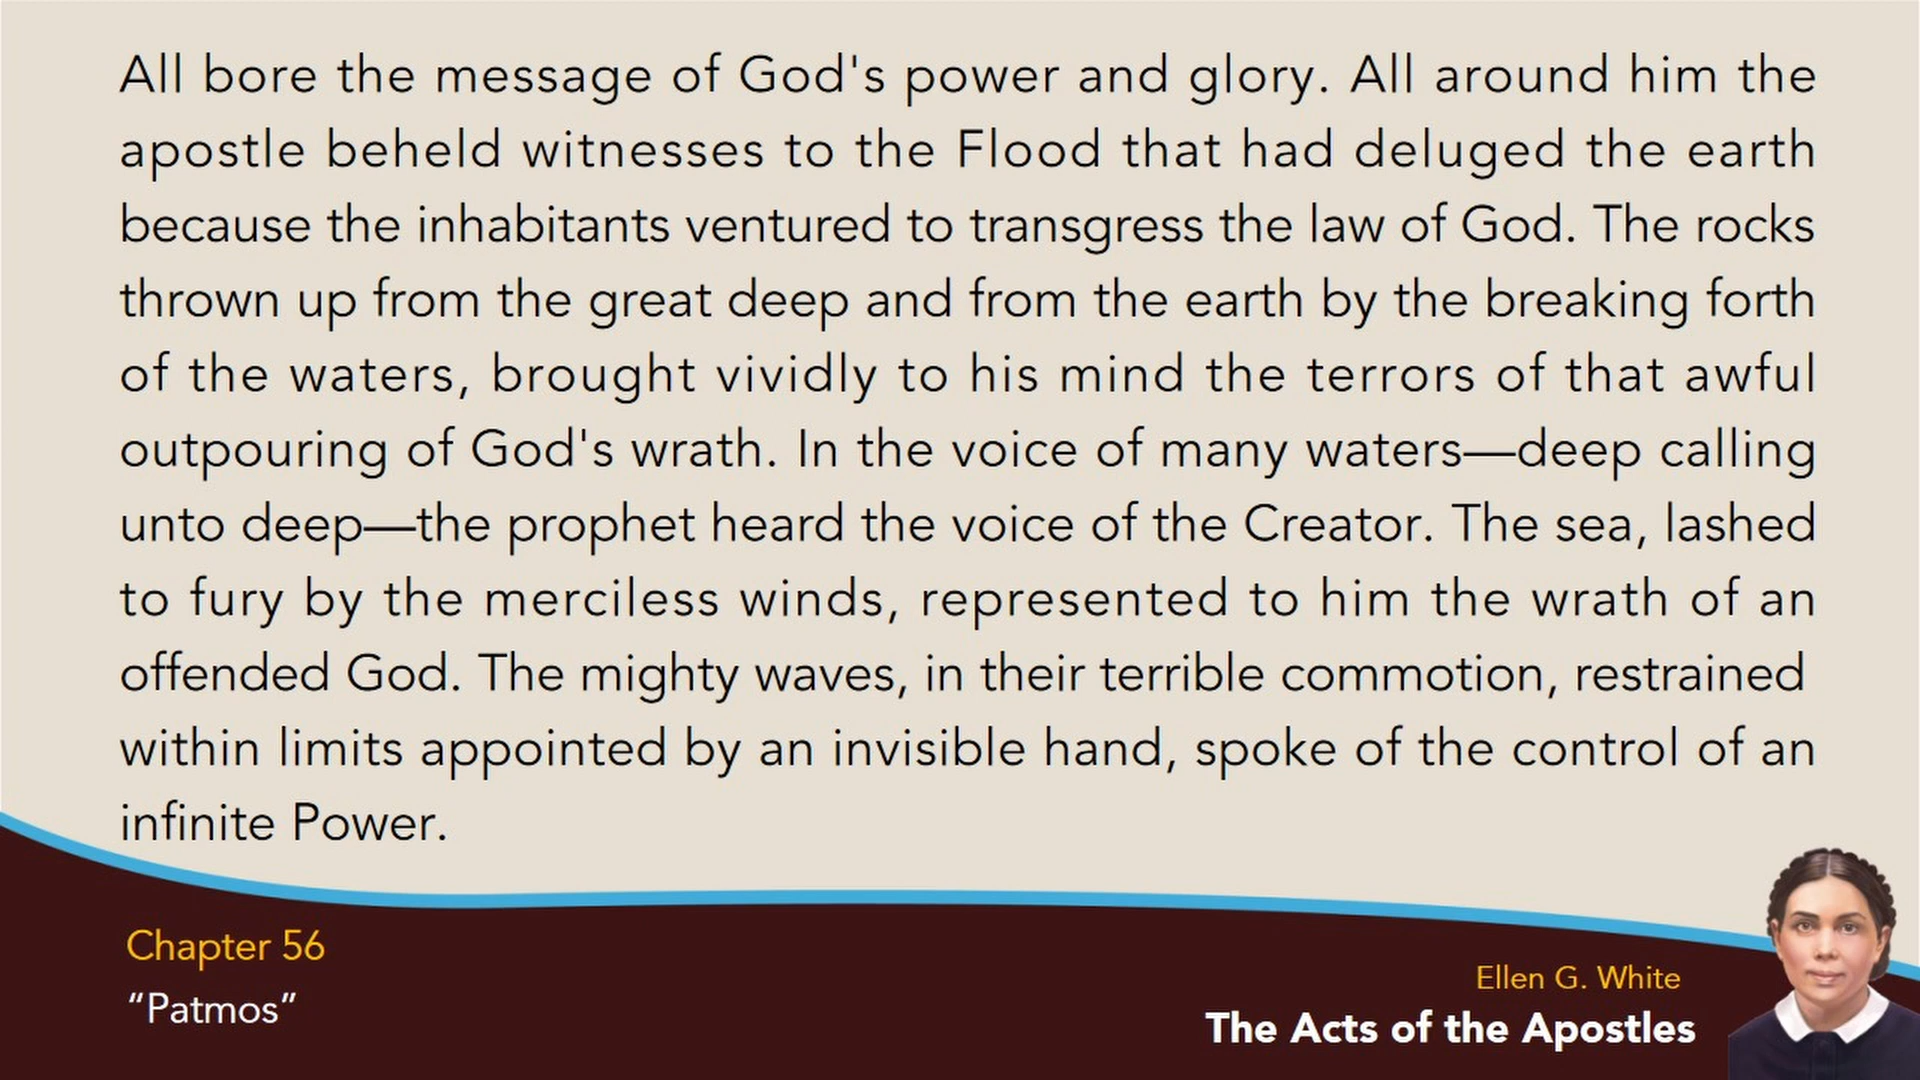 All bore the message of God's power and glory. All around him the
apostle beheld witnesses to the Flood that had deluged the earth
because the inhabitants ventured to transgress the law of God. The rocks
thrown up from the great deep and from the earth by the breaking forth
of the waters, brought vividly to his mind the terrors of that awful
outpouring of God's wrath. In the voice of many waters—deep calling
unto deep—the prophet heard the voice of the Creator. The sea, lashed
to fury by the merciless winds, represented to him the wrath of an
offended God. The mighty waves, in their terrible commotion, restrained
within limits appointed by an invisible hand, spoke of the control of an
infinite Power.
Chapter 56
“Patmos”
Ellen G. White
The Acts of the Apostles